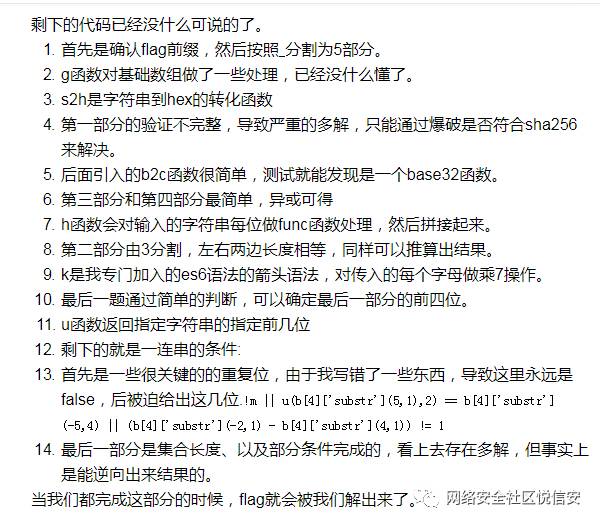 剩下的代码已经没什么可说的了。
1. 首先是确认flag前缀，然后按照_分割为5部分。
2. g函数对基础数组做了一些处理，已经没什么懂了。
3. s2h是字符串到hex的转化函数
4. 第一部分的验证不完整，导致严重的多解，只能通过爆破是否符合sha256
来解决。
5. 后面引入的b2c函数很简单，测试就能发现是一个base32函数。
6. 第三部分和第四部分最简单，异或可得
7. h函数会对输入的字符串每位做func函数处理，然后拼接起来。
8. 第二部分由3分割，左右两边长度相等，同样可以推算出结果。
9. k是我专门加入的es6语法的箭头语法，对传入的每个字母做乘7操作。
10. 最后一题通过简单的判断，可以确定最后一部分的前四位。
11. u函数返回指定字符串的指定前几位
12. 剩下的就是一连串的条件:
13. 首先是一些很关键的的重复位，由于我写错了一些东西，导致这里永远是
false，后被迫给出这几位.!m || u(b[4]['substr'](5,1),2) == b[4]['substr']
(-5,4) || (b[4]['substr'](-2,1) - b[4]['substr'](4,1)) != 1
14. 最后一部分是集合长度、以及部分条件完成的，看上去存在多解，但事实上
是能逆向出来结果的。
当我们都完成这部分的时候，flag就会被我们解出来了。
网络安全社区悦信安